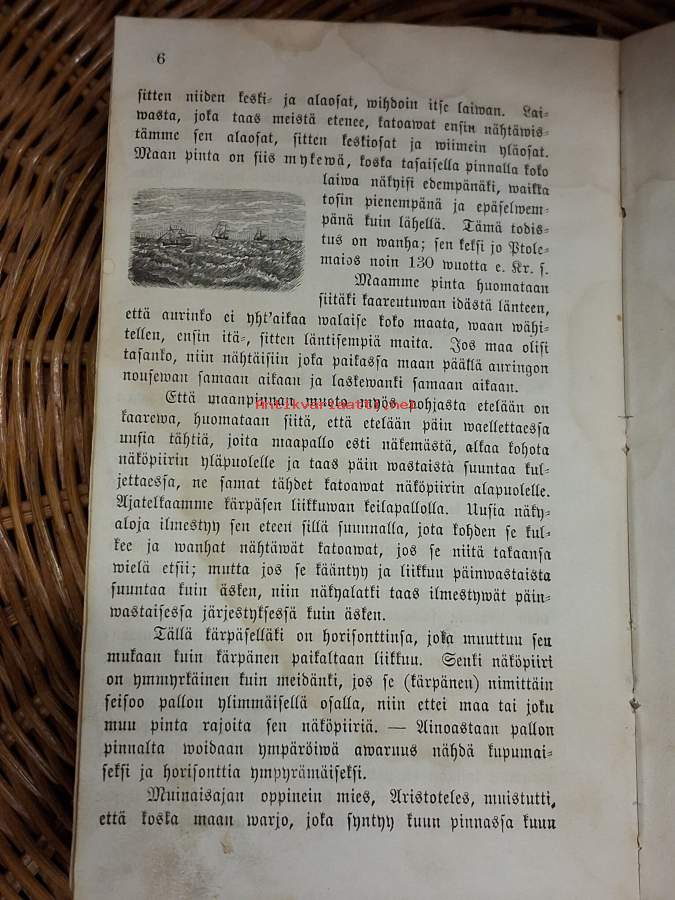 6
sitten niiden keski- ja alaosat, wihdoin itse laiwan. Lai-
wasta, joka taas meistä etenee, katoawat ensin nähtäwis-
tämme sen alaosat, sitten keskiosat ja wiimein yläosat.
Maan pinta on siis mykewä, koska tasaisella pinnalla koko
laiwa näkyisi edempänäki, waikka
tosin pienempänä ja epäselwem-
pänä kuin lähellä. Tämä todis-
tus on wanha; sen keksi jo Ptole-
maios noin 130 wuotta e. Kr. s.
Maamme pinta huomataan
siitäki kaareutuwan idästä länteen,
että aurinko ei yht'aikaa walaise koko maata, waan wähi-
tellen, ensin itä-, sitten läntisempiä maita. Jos maa olisi
tasanko, niin nähtäisiin joka paikassa maan päällä auringon
nousewan samaan aikaan ja laskewanki samaan aikaan.
Että maanpinnan muoto myös pohjasta etelään on
Antikvariaatti.net
kaarewa, huomataan siitä, että etelään päin waellettaessa
uusia tähtiä, joita maapallo esti näkemästä, alkaa kohota
näköpiirin yläpuolelle ja taas päin wastaista suuntaa kul-
jettaessa, ne samat tähdet katoawat näköpiirin alapuolelle.
Ajatelkaamme kärpäsen liikkuwan keilapallolla. Uusia näky-
aloja ilmestyy sen eteen sillä suunnalla, jota kohden se kul-
kee ja wanhat nähtäwät katoawat, jos se niitä takaansa
wielä etsii; mutta jos se kääntyy ja liikkuu päinwastaista
suuntaa kuin äsken, niin näkyalatki taas ilmestywät päin-
wastaisessa järjestyksessä kuin äsken.
Tällä kärpäselläki on horisonttinsa, joka muuttuu sen
mukaan kuin kärpänen paikaltaan liikkuu. Senki näköpiiri
on ymmyrkäinen kuin meidänki, jos se (kärpänen) nimittäin
seisoo pallon ylimmäisellä osalla, niin ettei maa tai joku
muu pinta rajoita sen näköpiiriä. — Ainoastaan pallon
pinnalta woidaan ympäröiwä awaruus nähdä kupumai-
seksi ja horisonttia ympyrämäiseksi.
Muinaisajan oppinein mies, Aristoteles, muistutti,
että koska maan warjo, joka syntyy kuun pinnassa kuun